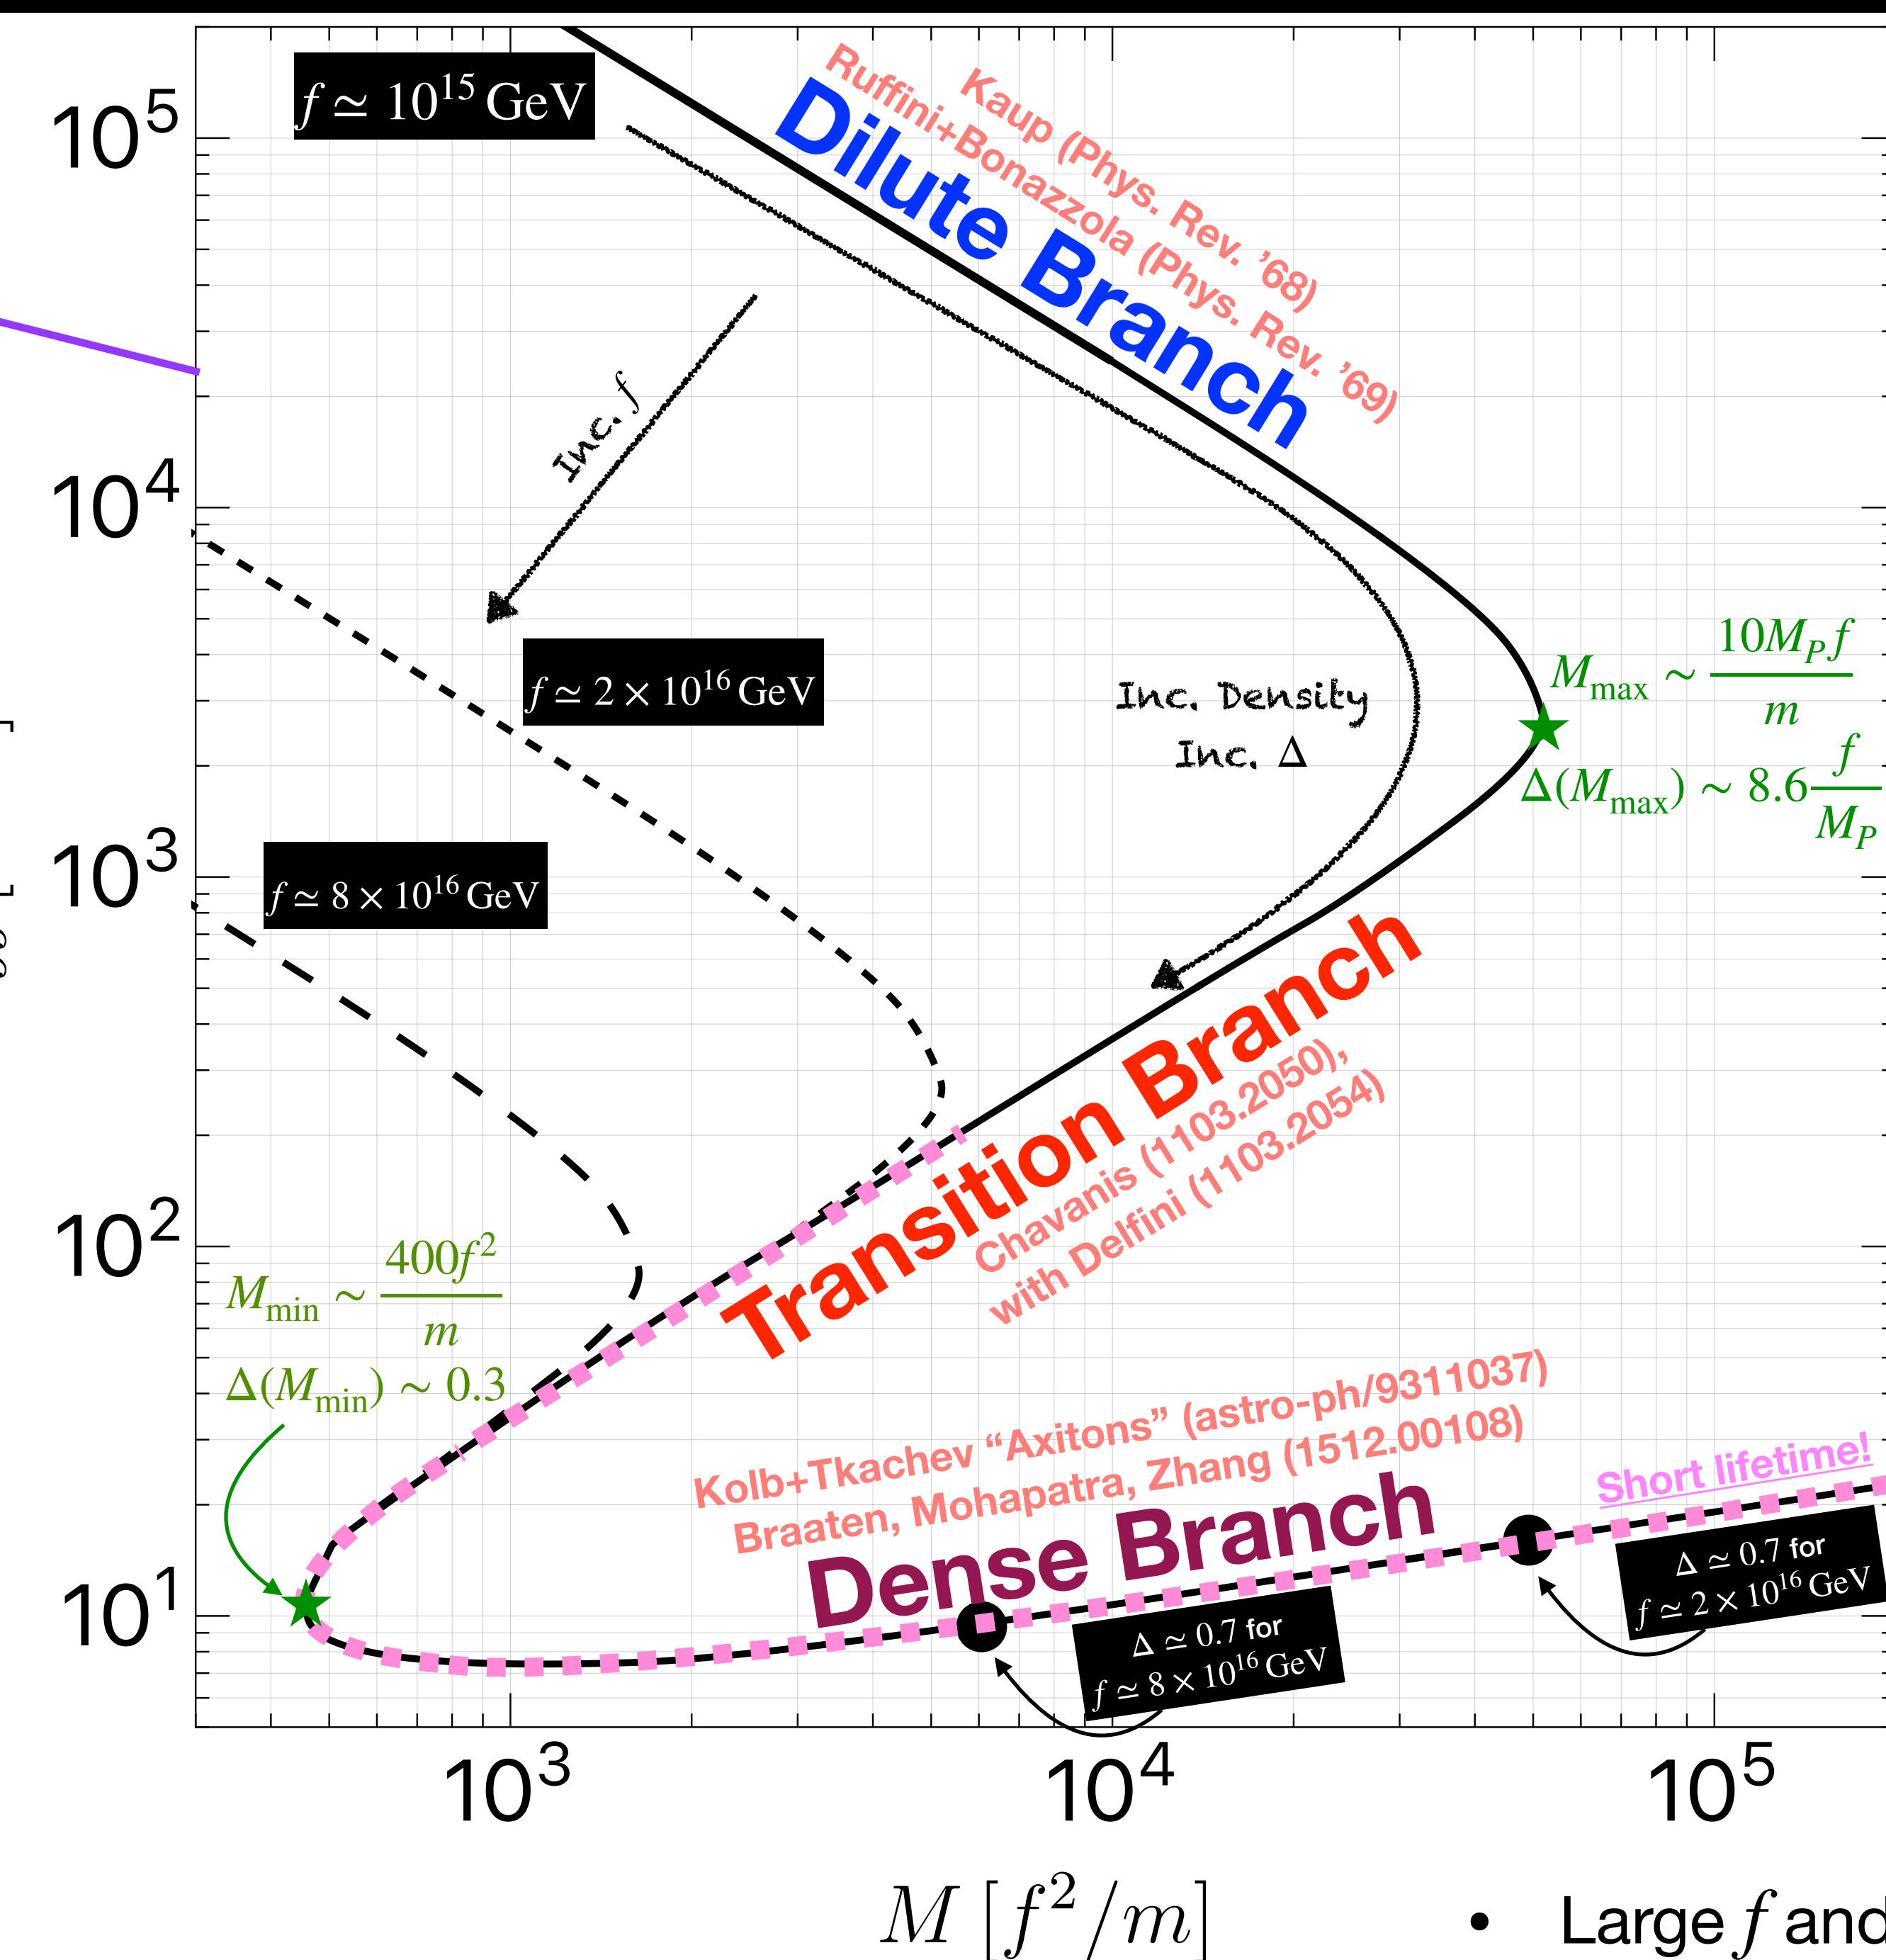 10^5
10^4
10^3
10^2
10^1
f ≃ 10^15 GeV
Kaup (Phys. Rev. ’68)
Ruffini+Bonazzola (Phys. Rev. ’69)
Dilute Branch
Inc. f
f ≃ 2 × 10^16 GeV
Inc. Density
Inc. Δ
M_max ∼ 10M_P f / m
Δ(M_max) ∼ 8.6 f / M_P
f ≃ 8 × 10^16 GeV
Transition Branch
Chavanis (1103.2050),
with Delfini (1103.2054)
M_min ∼ 400f^2 / m
Δ(M_min) ∼ 0.3
Kolb+Tkachev “Axitons” (astro-ph/9311037)
Braaten, Mohapatra, Zhang (1512.00108)
Dense Branch
Short lifetime!
Δ ≃ 0.7 for
f ≃ 2 × 10^16 GeV
Δ ≃ 0.7 for
f ≃ 8 × 10^16 GeV
10^3 10^4 10^5
M [f^2/m]
• Large f and